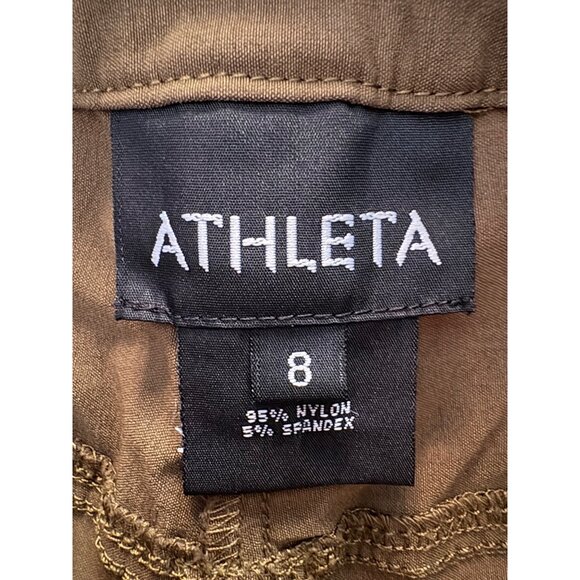 ATHLETA
8
95% NYLON
5% SPANDEX